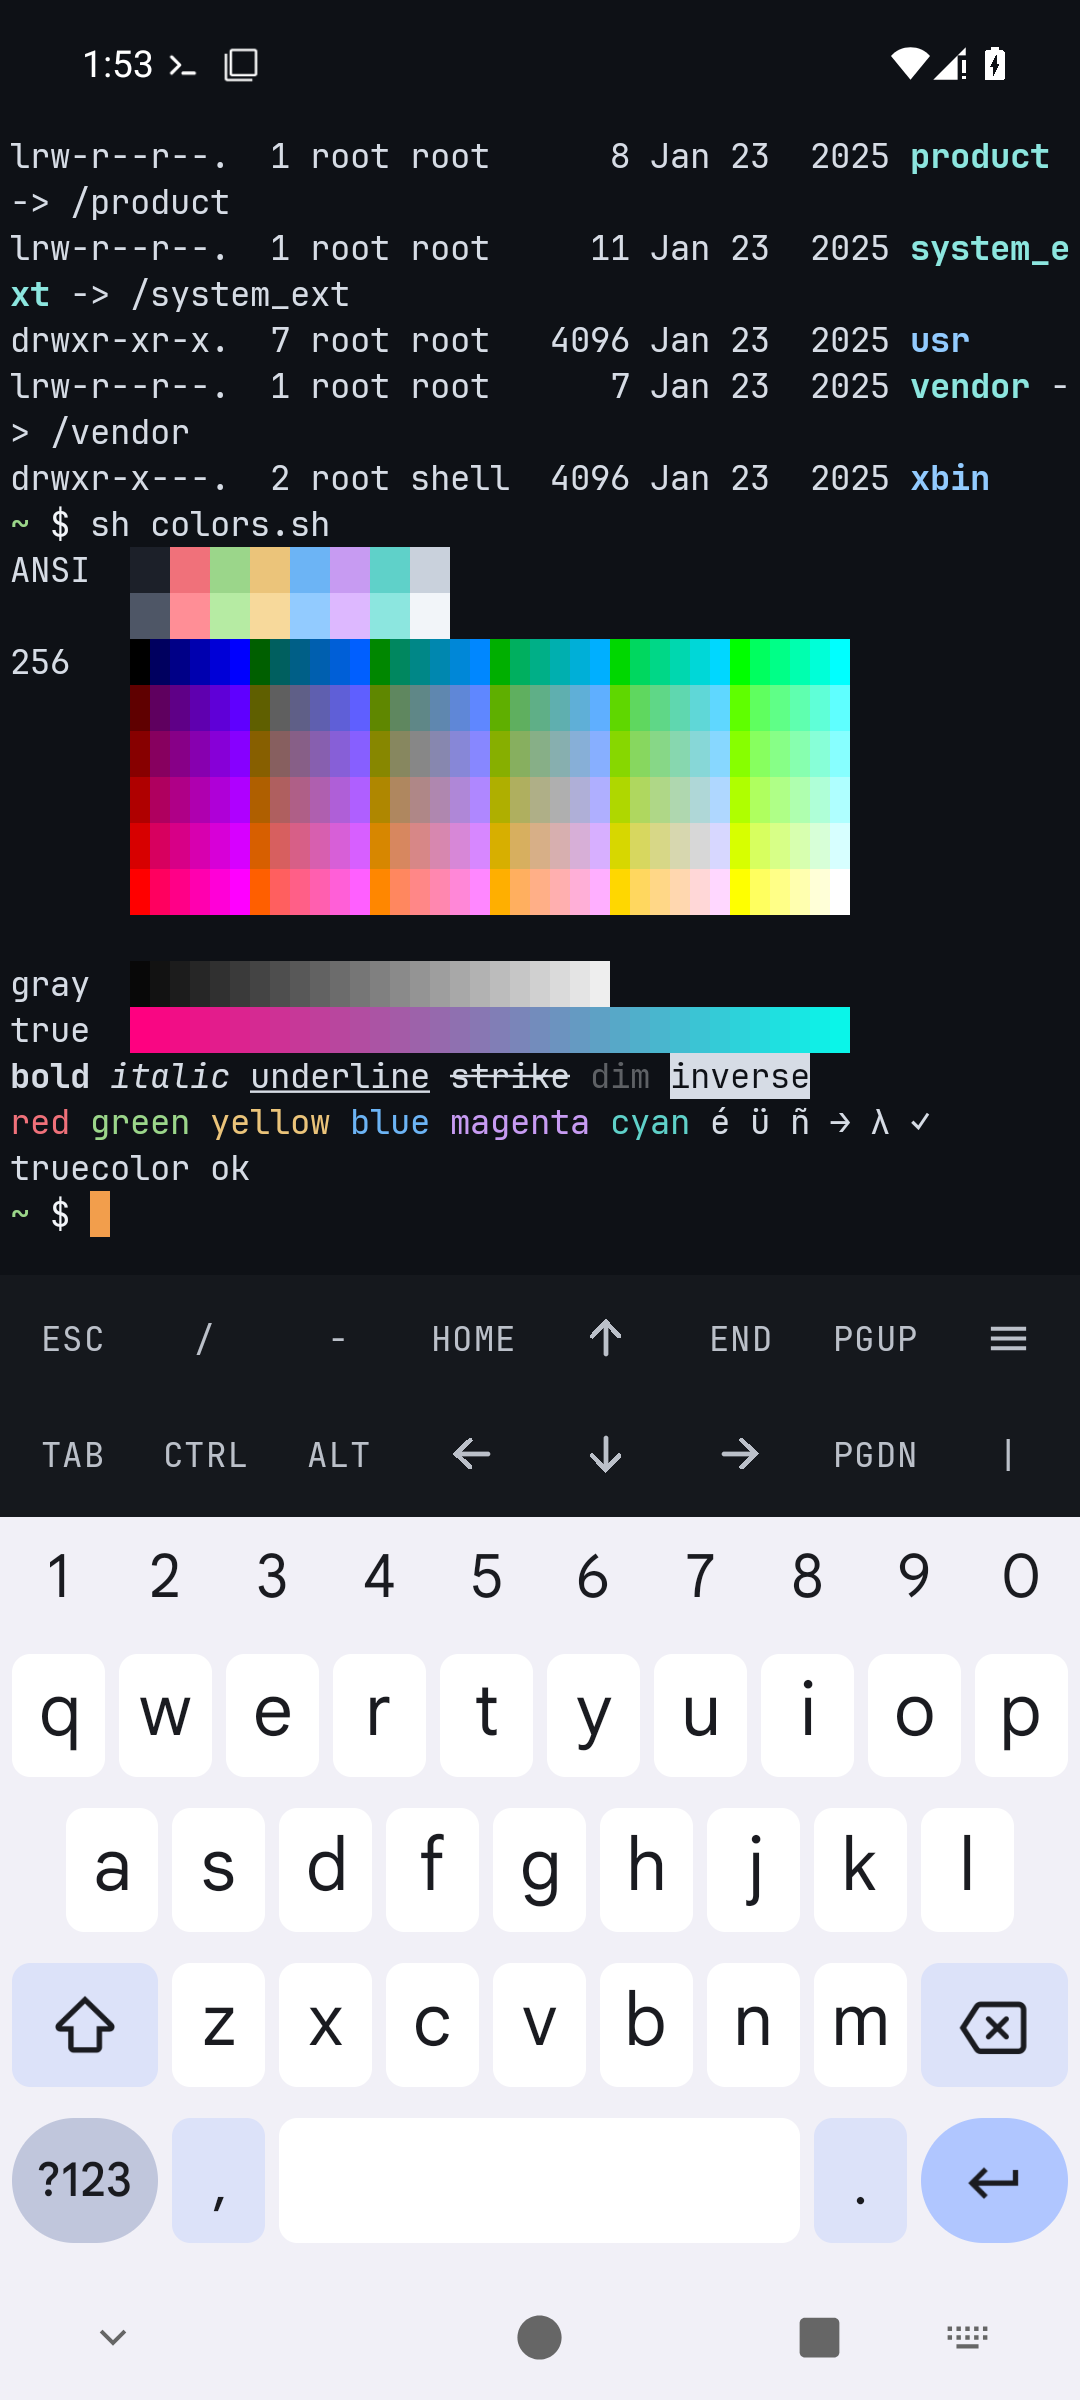 1:53
lrw-r--r--.  1 root root      8 Jan 23  2025 product
-> /product
lrw-r--r--.  1 root root     11 Jan 23  2025 system_e
xt -> /system_ext
drwxr-xr-x.  7 root root   4096 Jan 23  2025 usr
lrw-r--r--.  1 root root      7 Jan 23  2025 vendor -
> /vendor
drwxr-x---.  2 root shell  4096 Jan 23  2025 xbin
~ $ sh colors.sh
ANSI
256
gray
true
bold italic underline strike dim inverse
red green yellow blue magenta cyan é ü ñ → λ ✓
truecolor ok
~ $
ESC / - HOME ↑ END PGUP ☰
TAB CTRL ALT ← ↓ → PGDN |
1 2 3 4 5 6 7 8 9 0
q w e r t y u i o p
a s d f g h j k l
z x c v b n m
?123 , .